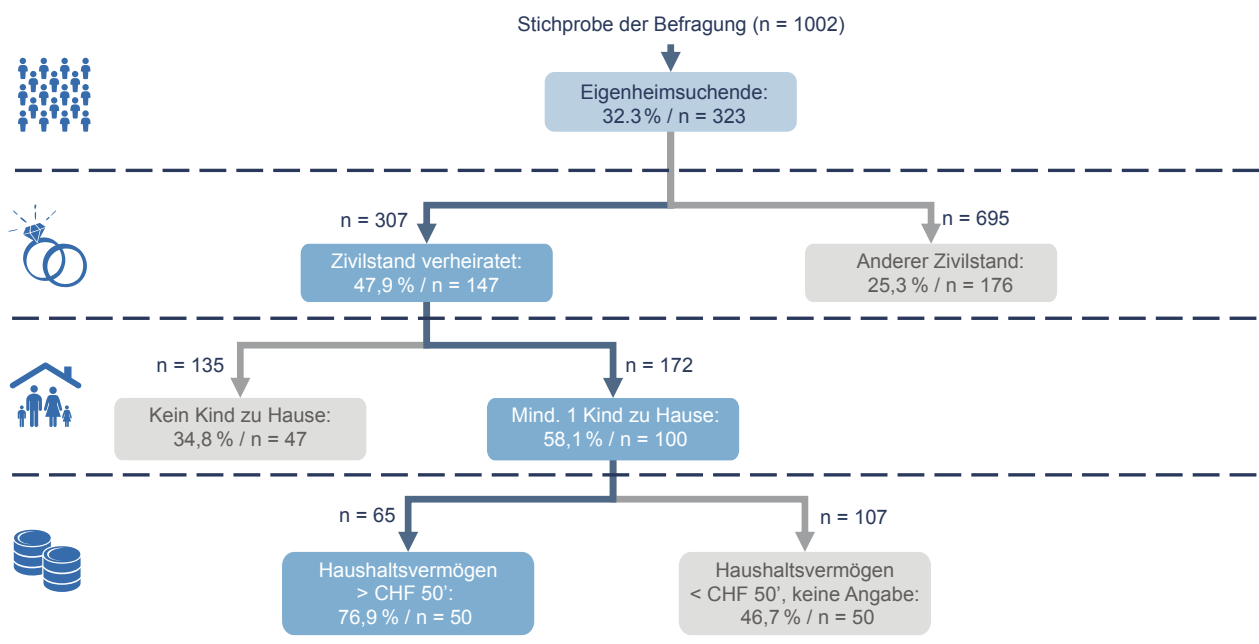 Stichprobe der Befragung (n = 1002)
Eigenheimsuchende:
32.3 % / n = 323
n = 307
n = 695
Zivilstand verheiratet:
47,9 % / n = 147
Anderer Zivilstand:
25,3 % / n = 176
n = 135
n = 172
Kein Kind zu Hause:
34,8 % / n = 47
Mind. 1 Kind zu Hause:
58,1 % / n = 100
n = 65
n = 107
Haushaltsvermögen
> CHF 50’:
76,9 % / n = 50
Haushaltsvermögen
< CHF 50’, keine Angabe:
46,7 % / n = 50